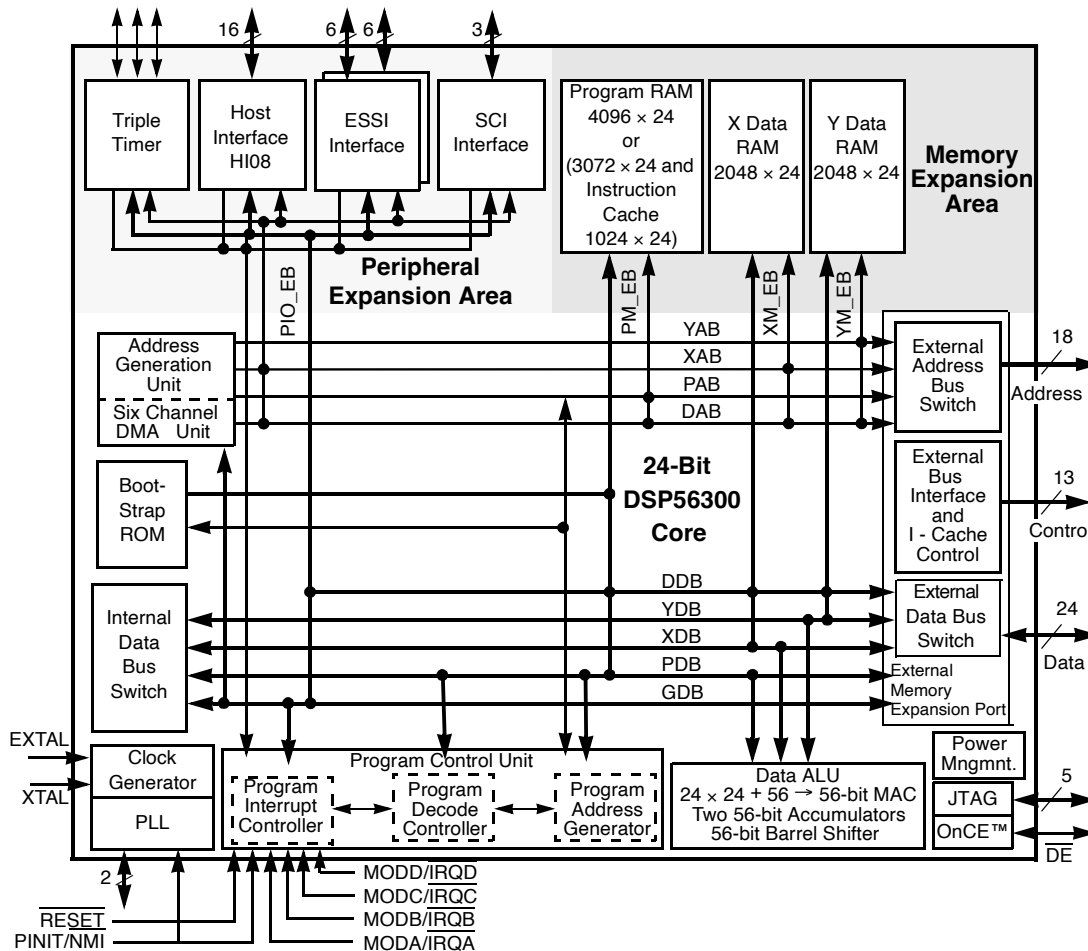 16
6
6
3
Triple
Timer
Host
Interface
HI08
ESSI
Interface
SCI
Interface
Program RAM
4096 × 24
or
(3072 × 24 and
Instruction
Cache
1024 × 24)
X Data
RAM
2048 × 24
Y Data
RAM
2048 × 24
Memory
Expansion
Area
Peripheral
Expansion Area
PIO_EB
PM_EB
XM_EB
YM_EB
Address
Generation
Unit
Six Channel
DMA Unit
YAB
XAB
PAB
DAB
External
Address
Bus
Switch
18
Address
Boot-
Strap
ROM
24-Bit
DSP56300
Core
External
Bus
Interface
and
I - Cache
Control
13
Contro
Internal
Data
Bus
Switch
DDB
YDB
XDB
PDB
GDB
External
Data Bus
Switch
24
Data
External
Memory
Expansion Port
EXTAL
XTAL
Clock
Generator
PLL
2
Program Control Unit
Program
Interrupt
Controller
Program
Decode
Controller
Program
Address
Generator
Data ALU
24 × 24 + 56 → 56-bit MAC
Two 56-bit Accumulators
56-bit Barrel Shifter
Power
Mngmnt.
JTAG
OnCE™
5
DE
MODD/IRQD
MODC/IRQC
MODB/IRQB
MODA/IRQA
RESET
PINIT/NMI